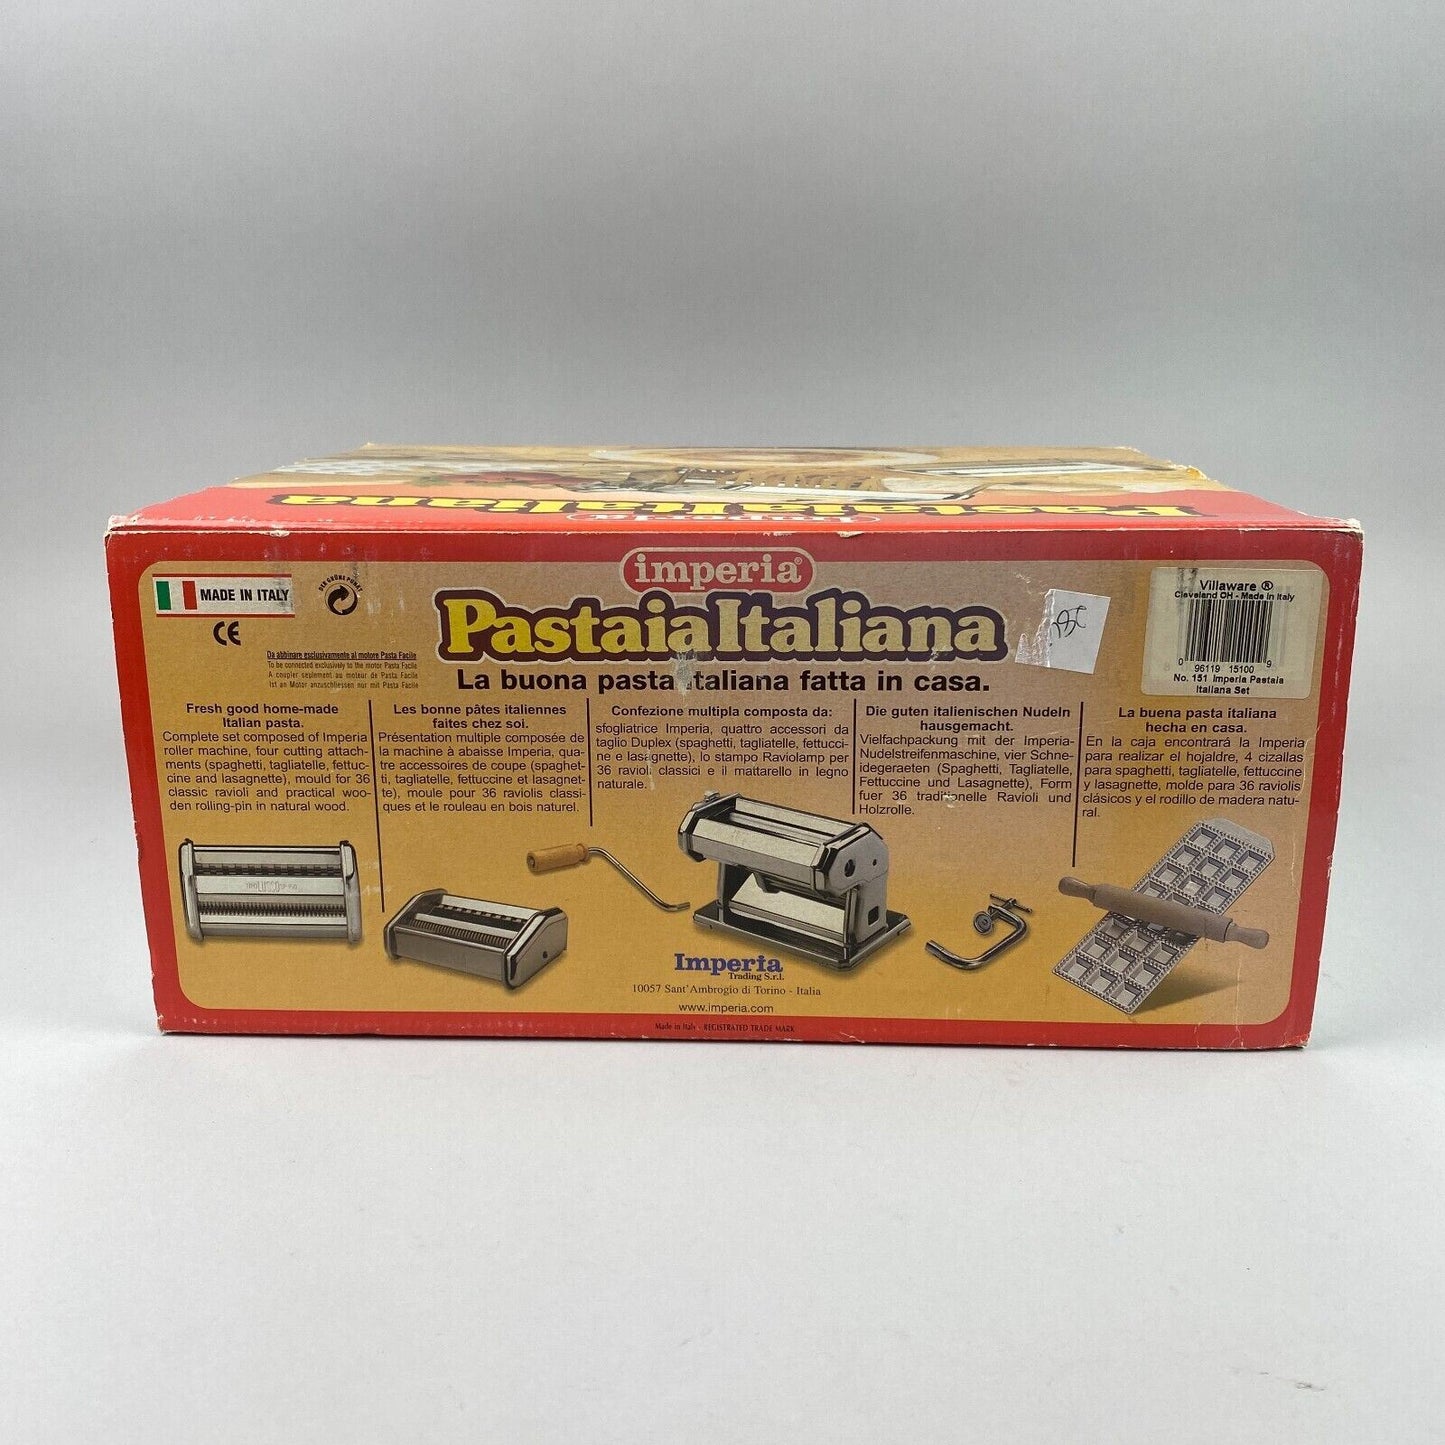 PastaiaItaliana
imperia
imperia®
PastaiaItaliana
La buona pasta italiana fatta in casa.
MADE IN ITALY
DER GRÜNE PUNKT
CE
Da abbinare esclusivamente al motore Pasta Facile
To be connected exclusively to the motor Pasta Facile
A coupler seulement au moteur de Pasta Facile
Ist an Motor anzuschliessen nur mit Pasta Facile
Villaware ®
Cleveland OH - Made in Italy
0 96119 15100 9
No. 151 Imperia Pastaia
Italiana Set
Fresh good home-made
Italian pasta.
Complete set composed of Imperia
roller machine, four cutting attach-
ments (spaghetti, tagliatelle, fettuc-
cine and lasagnette), mould for 36
classic ravioli and practical woo-
den rolling-pin in natural wood.
Les bonne pâtes italiennes
faites chez soi.
Présentation multiple composée de
la machine à abaisse Imperia, qua-
tre accessoires de coupe (spaghet-
ti, tagliatelle, fettuccine et lasagnet-
te), moule pour 36 raviolis classi-
ques et le rouleau en bois naturel.
Confezione multipla composta da:
sfogliatrice Imperia, quattro accessori da
taglio Duplex (spaghetti, tagliatelle, fettucci-
ne e lasagnette), lo stampo Raviolamp per
36 ravioli classici e il mattarello in legno
naturale.
Die guten italienischen Nudeln
hausgemacht.
Vielfachpackung mit der Imperia-
Nudelstreifenmaschine, vier Schne-
idegeraeten (Spaghetti, Tagliatelle,
Fettuccine und Lasagnette), Form
fuer 36 traditionelle Ravioli und
Holzrolle.
La buena pasta italiana
hecha en casa.
En la caja encontrará la Imperia
para realizar el hojaldre, 4 cizallas
para spaghetti, tagliatelle, fettuccine
y lasagnette, molde para 36 raviolis
clásicos y el rodillo de madera natu-
ral.
Imperia
Trading S.r.l.
10057 Sant'Ambrogio di Torino - Italia
www.imperia.com
Made in Italy - REGISTRATED TRADE MARK